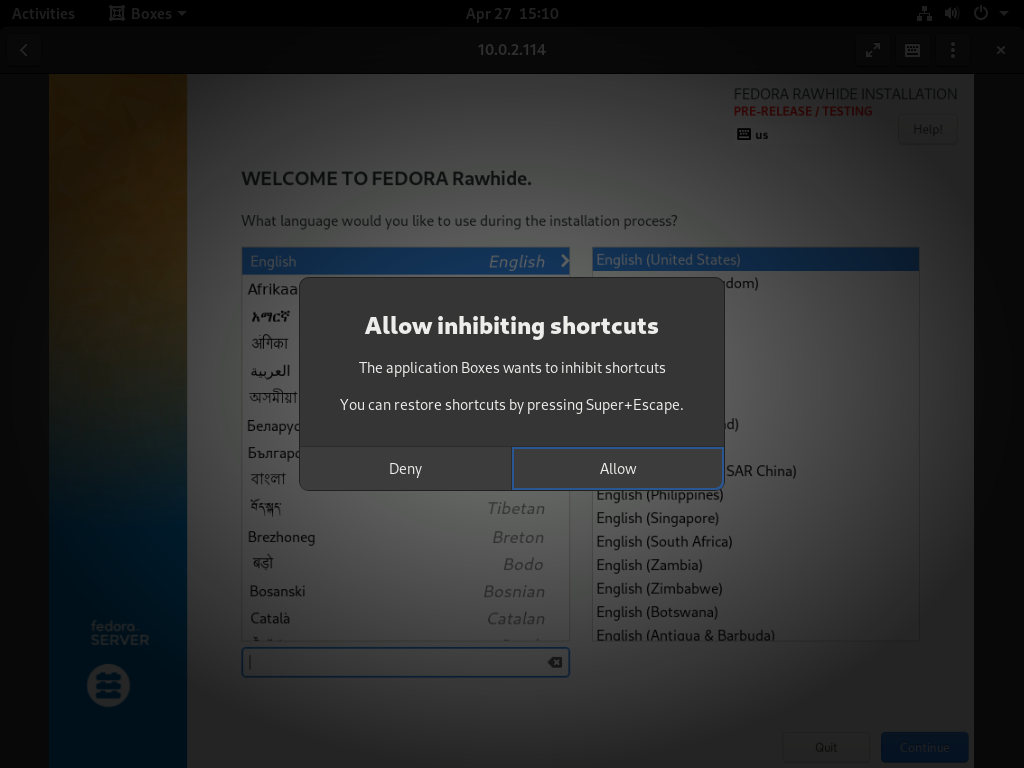 Activities
Boxes
Apr 27 15:10
10.0.2.114
FEDORA RAWHIDE INSTALLATION
PRE-RELEASE / TESTING
us
Help!
WELCOME TO FEDORA Rawhide.
What language would you like to use during the installation process?
English English
Afrikaa
አማርኛ
अंगिका
العربية
অসমীয়া
Беларус
Българс
বাংলা
Tibetan
Brezhoneg Breton
बड़ो Bodo
Bosanski Bosnian
Català Catalan
English (United States)
dom)
d)
SAR China)
English (Philippines)
English (Singapore)
English (South Africa)
English (Zambia)
English (Zimbabwe)
English (Botswana)
English (Antigua & Barbuda)
Allow inhibiting shortcuts
The application Boxes wants to inhibit shortcuts
You can restore shortcuts by pressing Super+Escape.
Deny
Allow
fedora.
SERVER
Quit
Continue